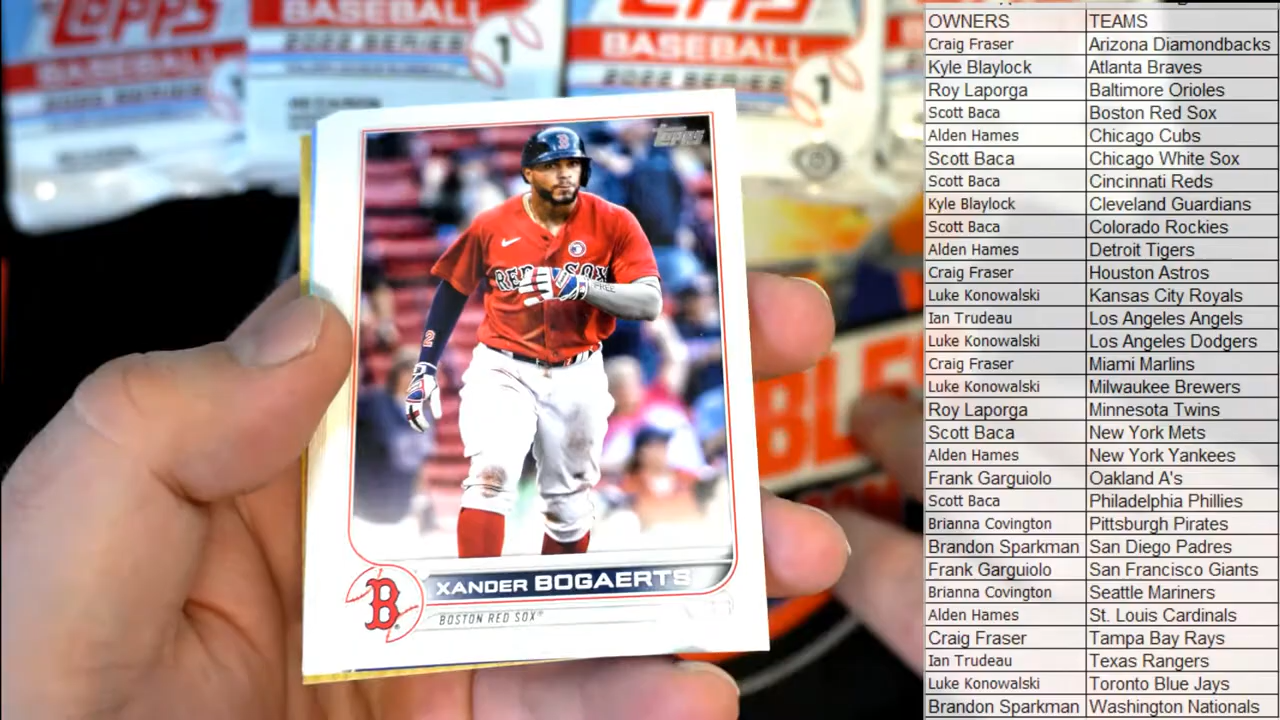 TOPPS
BASEBALL
2022 SERIES
1
BASEBALL
2022 SERIES
1
BASEBALL
Topps
RED SOX
2
XANDER BOGAERTS
B
BOSTON RED SOX
OWNERS TEAMS
Craig Fraser Arizona Diamondbacks
Kyle Blaylock Atlanta Braves
Roy Laporga Baltimore Orioles
Scott Baca Boston Red Sox
Alden Hames Chicago Cubs
Scott Baca Chicago White Sox
Scott Baca Cincinnati Reds
Kyle Blaylock Cleveland Guardians
Scott Baca Colorado Rockies
Alden Hames Detroit Tigers
Craig Fraser Houston Astros
Luke Konowalski Kansas City Royals
Ian Trudeau Los Angeles Angels
Luke Konowalski Los Angeles Dodgers
Craig Fraser Miami Marlins
Luke Konowalski Milwaukee Brewers
Roy Laporga Minnesota Twins
Scott Baca New York Mets
Alden Hames New York Yankees
Frank Garguiolo Oakland A's
Scott Baca Philadelphia Phillies
Brianna Covington Pittsburgh Pirates
Brandon Sparkman San Diego Padres
Frank Garguiolo San Francisco Giants
Brianna Covington Seattle Mariners
Alden Hames St. Louis Cardinals
Craig Fraser Tampa Bay Rays
Ian Trudeau Texas Rangers
Luke Konowalski Toronto Blue Jays
Brandon Sparkman Washington Nationals